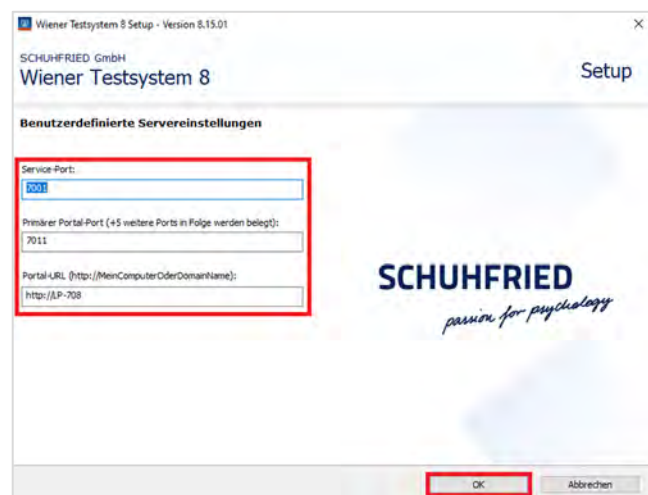 Wiener Testsystem 8 Setup - Version 8.15.01
SCHUHFRIED GmbH
Wiener Testsystem 8
Setup
Benutzerdefinierte Servereinstellungen
Service-Port:
7001
Primärer Portal-Port (+5 weitere Ports in Folge werden belegt):
7011
Portal-URL (http://MeinComputerOderDomainName):
http://LP-708
SCHUHFRIED
passion for psychology
OK
Abbrechen